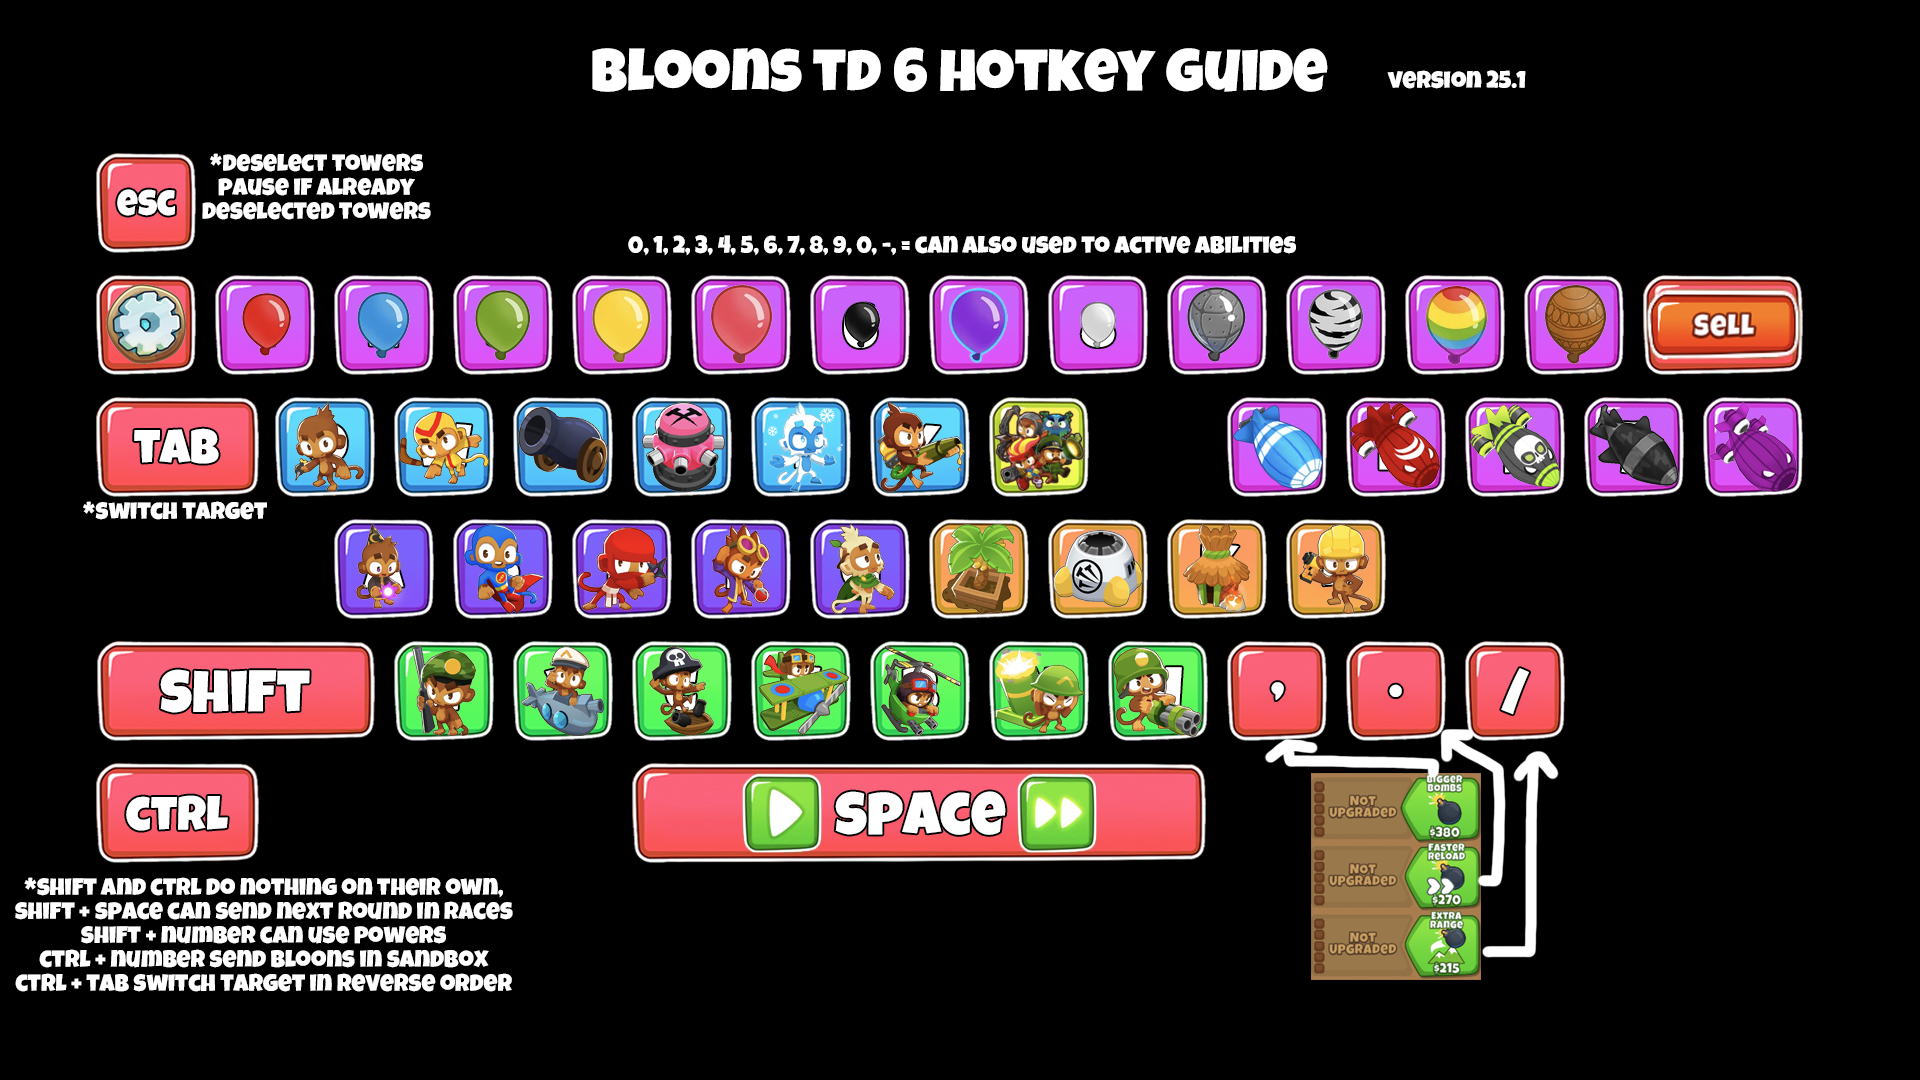 BLOONS TD 6 HOTKEY GUIDE
VERSION 25.1
ESC
*DESELECT TOWERS
PAUSE IF ALREADY
DESELECTED TOWERS
0, 1, 2, 3, 4, 5, 6, 7, 8, 9, 0, -, = CAN ALSO USED TO ACTIVE ABILITIES
SELL
TAB
*SWITCH TARGET
SHIFT
,
.
/
CTRL
SPACE
BIGGER
BOMBS
NOT
UPGRADED
$380
FASTER
RELOAD
NOT
UPGRADED
$270
EXTRA
RANGE
NOT
UPGRADED
$215
*SHIFT AND CTRL DO NOTHING ON THEIR OWN,
SHIFT + SPACE CAN SEND NEXT ROUND IN RACES
SHIFT + NUMBER CAN USE POWERS
CTRL + NUMBER SEND BLOONS IN SANDBOX
CTRL + TAB SWITCH TARGET IN REVERSE ORDER